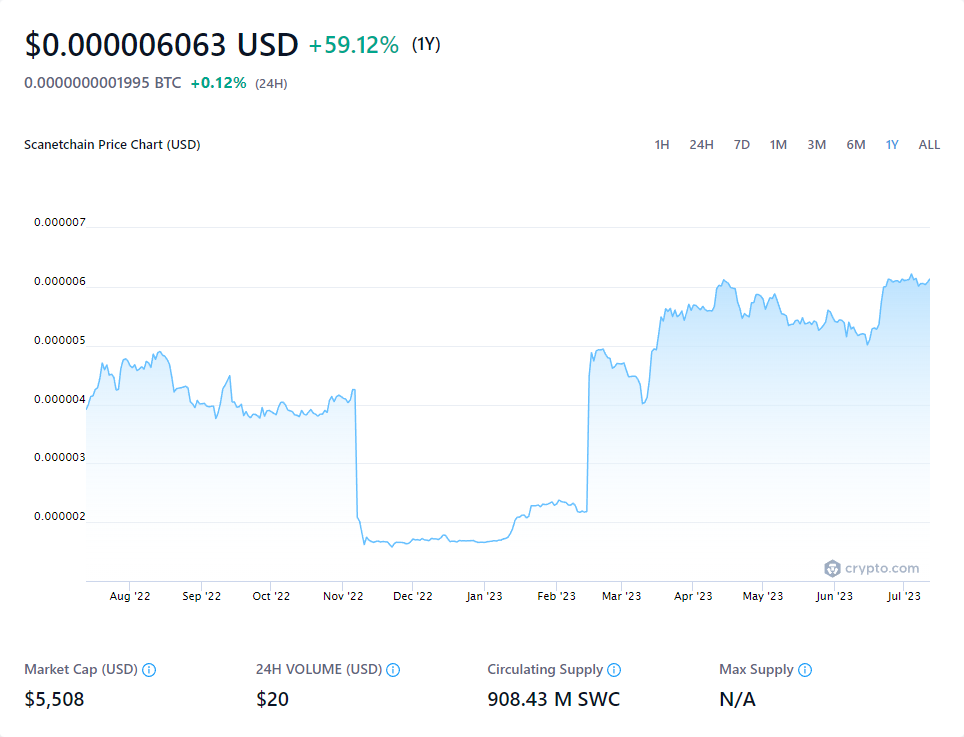 $0.000006063 USD +59.12% (1Y)
0.0000000001995 BTC +0.12% (24H)
Scanetchain Price Chart (USD) 1H 24H 7D 1M 3M 6M 1Y ALL
0.000007
0.000006
0.000005
0.000004
0.000003
0.000002
crypto.com
Aug '22 Sep '22 Oct '22 Nov '22 Dec '22 Jan '23 Feb '23 Mar '23 Apr '23 May '23 Jun '23 Jul '23
Market Cap (USD) 24H VOLUME (USD) Circulating Supply Max Supply
$5,508 $20 908.43 M SWC N/A